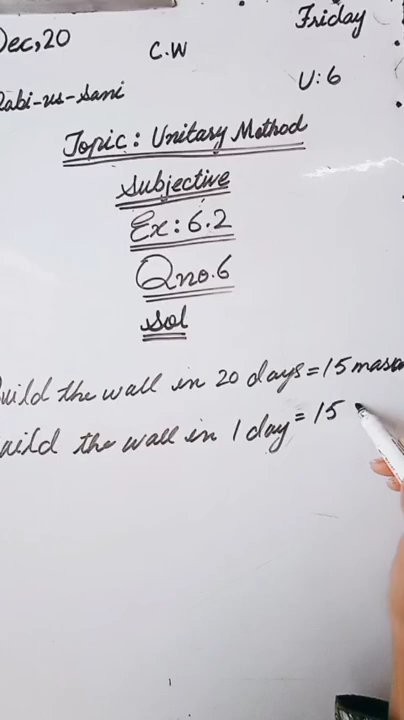 Dec,20
Friday
C.W
Rabi-us-Sani
U:6
Topic: Unitary Method
Subjective
Ex: 6.2
Qno.6
Sol
uild the wall in 20 days = 15 mason
uild the wall in 1 day = 15